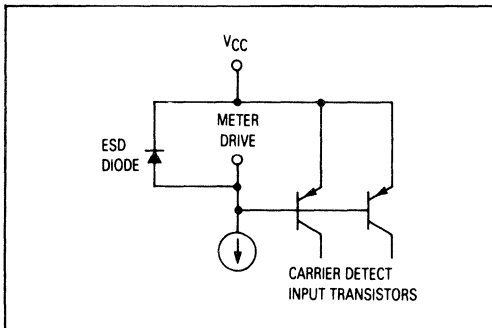 VCC
METER
DRIVE
ESD
DIODE
CARRIER DETECT
INPUT TRANSISTORS